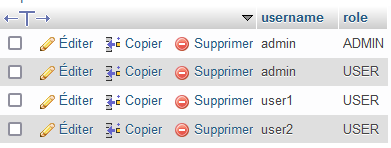 username role
Éditer Copier Supprimer admin ADMIN
Éditer Copier Supprimer admin USER
Éditer Copier Supprimer user1 USER
Éditer Copier Supprimer user2 USER